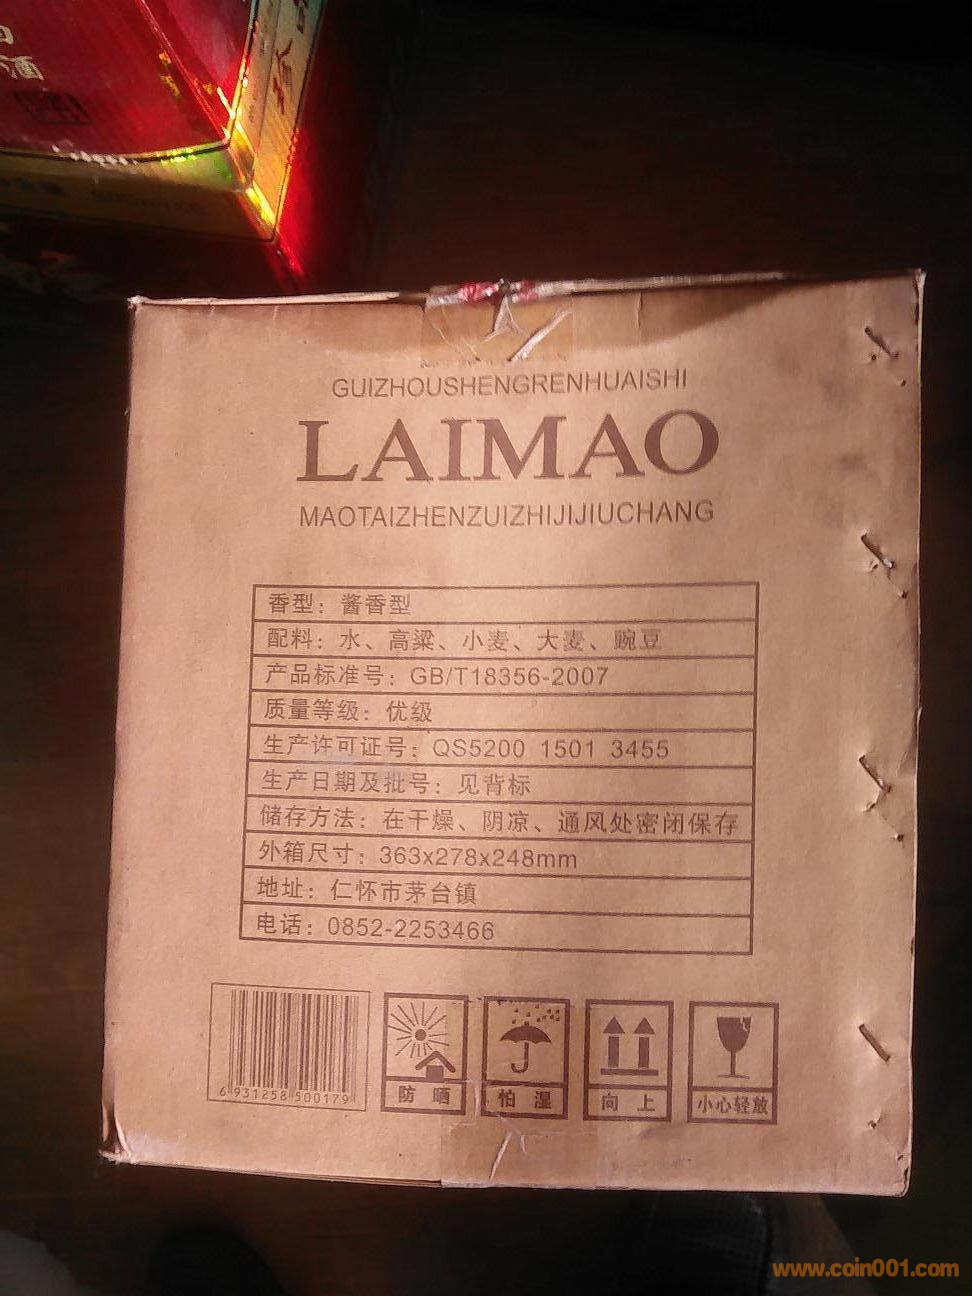 酒
GUIZHOUSHENGRENHUAISHI
LAIMAO
MAOTAIZHENZUIZHIJIJIUCHANG
香型：酱香型
配料：水、高粱、小麦、大麦、豌豆
产品标准号：GB/T18356-2007
质量等级：优级
生产许可证号：QS5200 1501 3455
生产日期及批号：见背标
储存方法：在干燥、阴凉、通风处密闭保存
外箱尺寸：363x278x248mm
地址：仁怀市茅台镇
电话：0852-2253466
6 931258 500179
防 晒
怕 湿
向 上
小心轻放
www.coin001.com